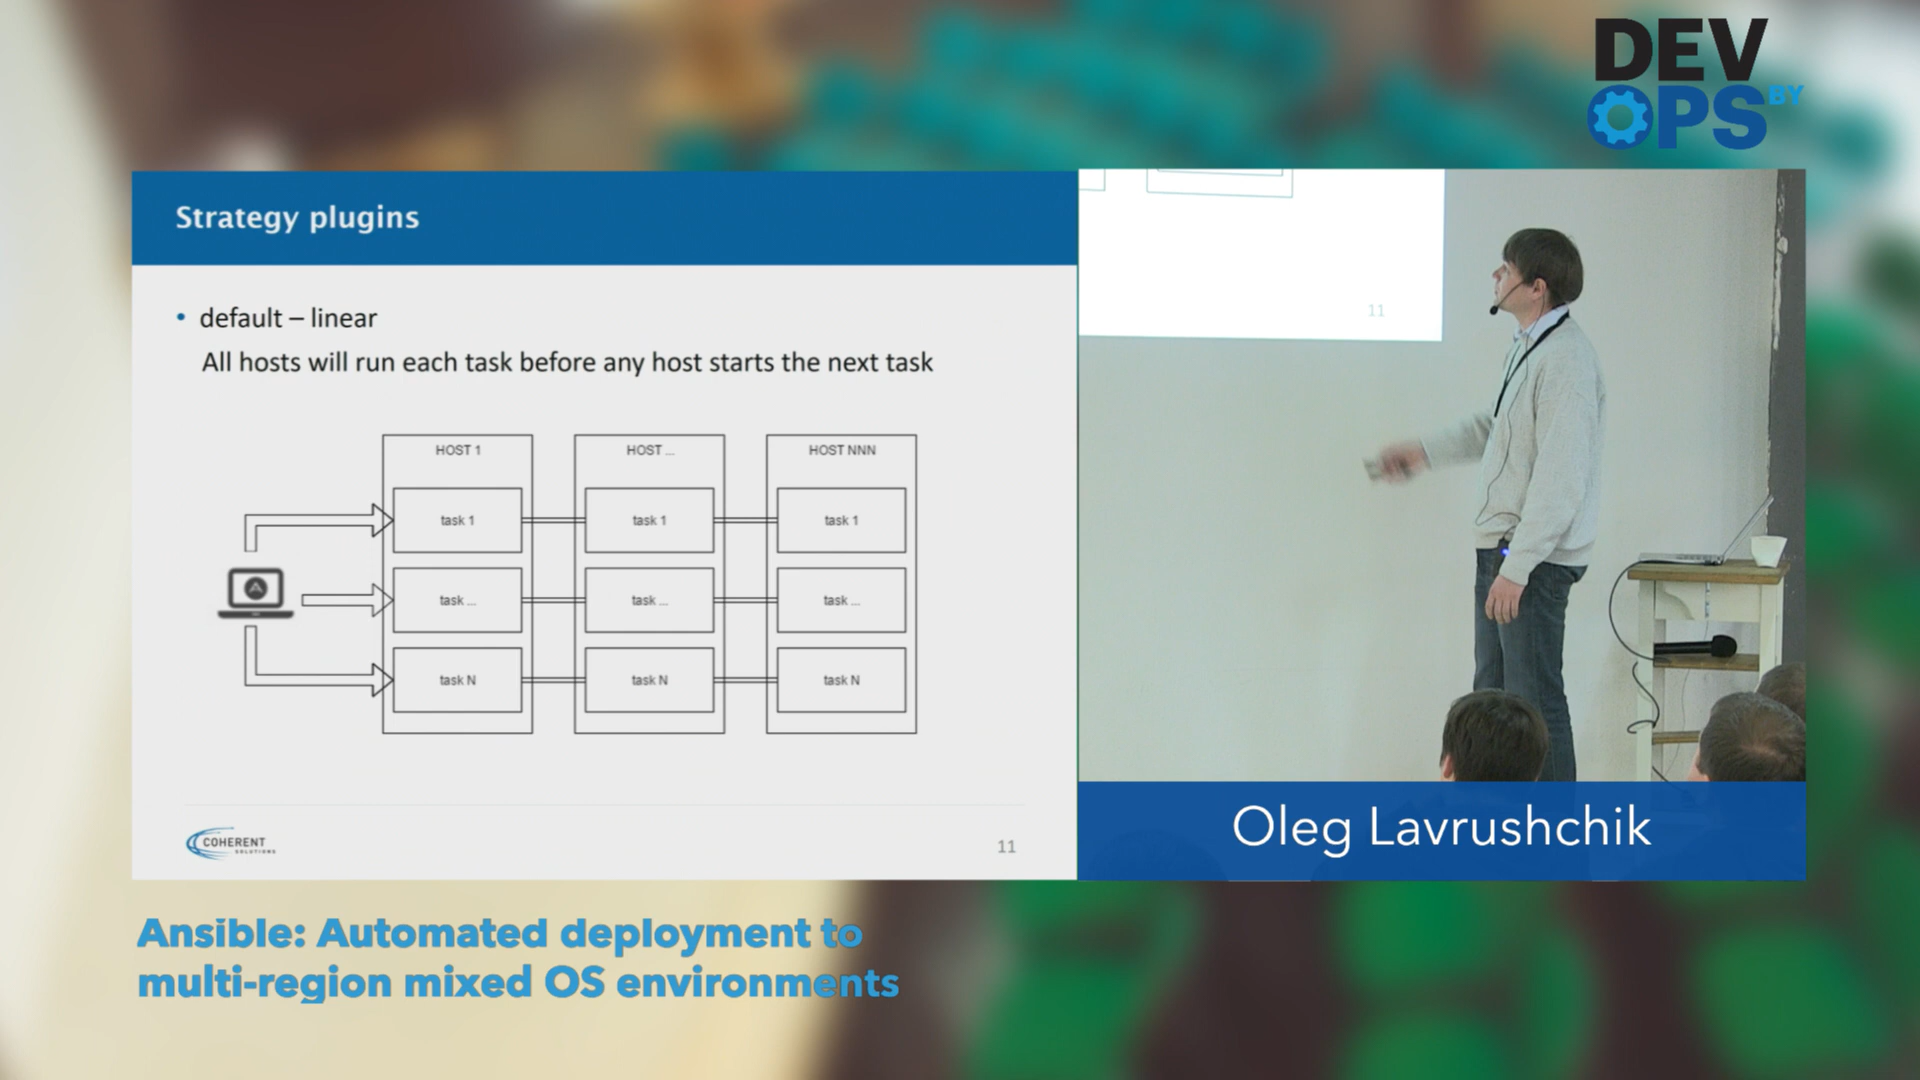 DEV
OPS BY
Strategy plugins
• default – linear
All hosts will run each task before any host starts the next task
HOST 1
HOST ...
HOST NNN
task 1
task 1
task 1
task ...
task ...
task ...
task N
task N
task N
COHERENT
SOLUTIONS
11
11
Oleg Lavrushchik
Ansible: Automated deployment to
multi-region mixed OS environments